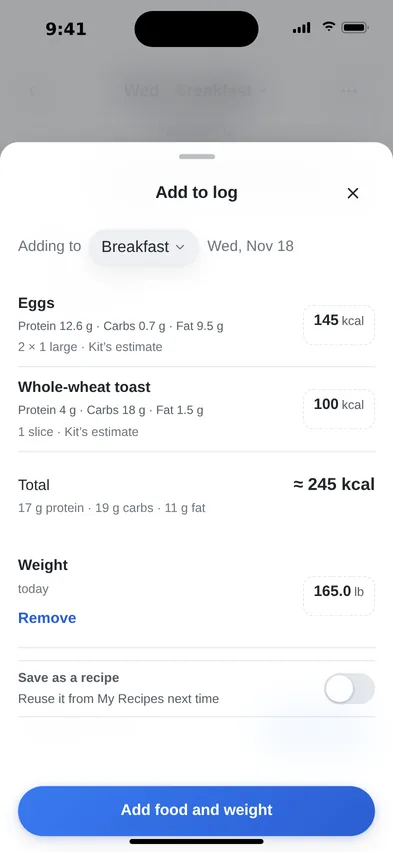 9:41
Wed Breakfast
Add to log
Adding to Breakfast Wed, Nov 18
Eggs
Protein 12.6 g · Carbs 0.7 g · Fat 9.5 g
145 kcal
2 × 1 large · Kit's estimate
Whole-wheat toast
Protein 4 g · Carbs 18 g · Fat 1.5 g
100 kcal
1 slice · Kit's estimate
Total
≈ 245 kcal
17 g protein · 19 g carbs · 11 g fat
Weight
today
165.0 lb
Remove
Save as a recipe
Reuse it from My Recipes next time
Add food and weight